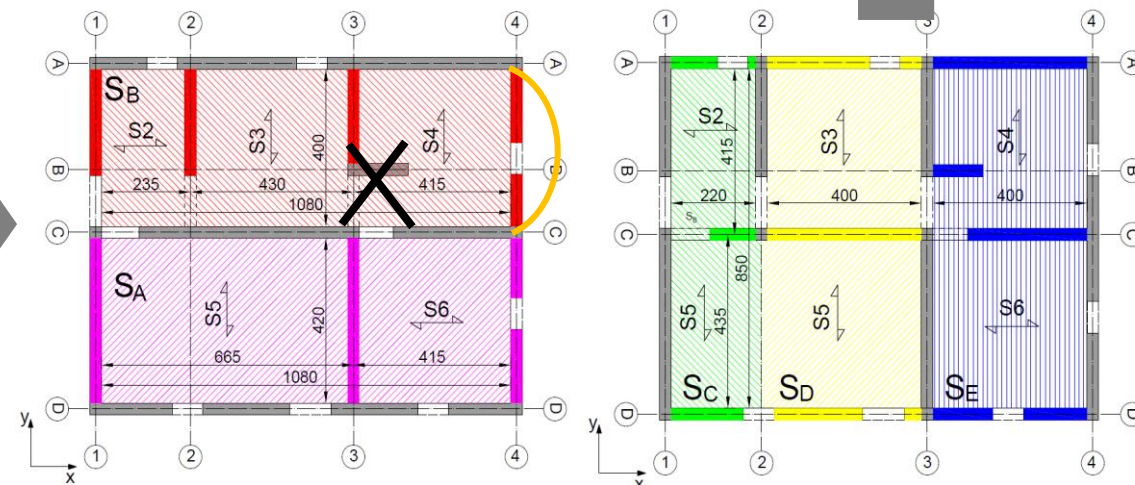 1 2 3 4
A A
SB
S2 S3 S4
400
B
235 430 415
1080
C C
SA
S5 S6
420
665 415
1080
D D
y
x
1 2 3 4
1 2 3 4
A A
S2 S3 S4
415
B B
220 400 400
S8
C C
850
S5 435 S5 S6
SC SD SE
D D
y
x
1 2 3 4